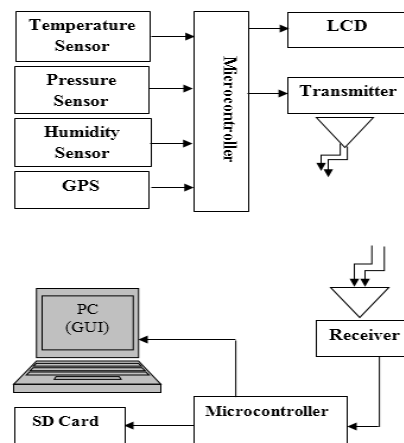 Temperature
Sensor
Pressure
Sensor
Humidity
Sensor
GPS
Microcontroller
LCD
Transmitter
PC
(GUI)
Receiver
SD Card
Microcontroller